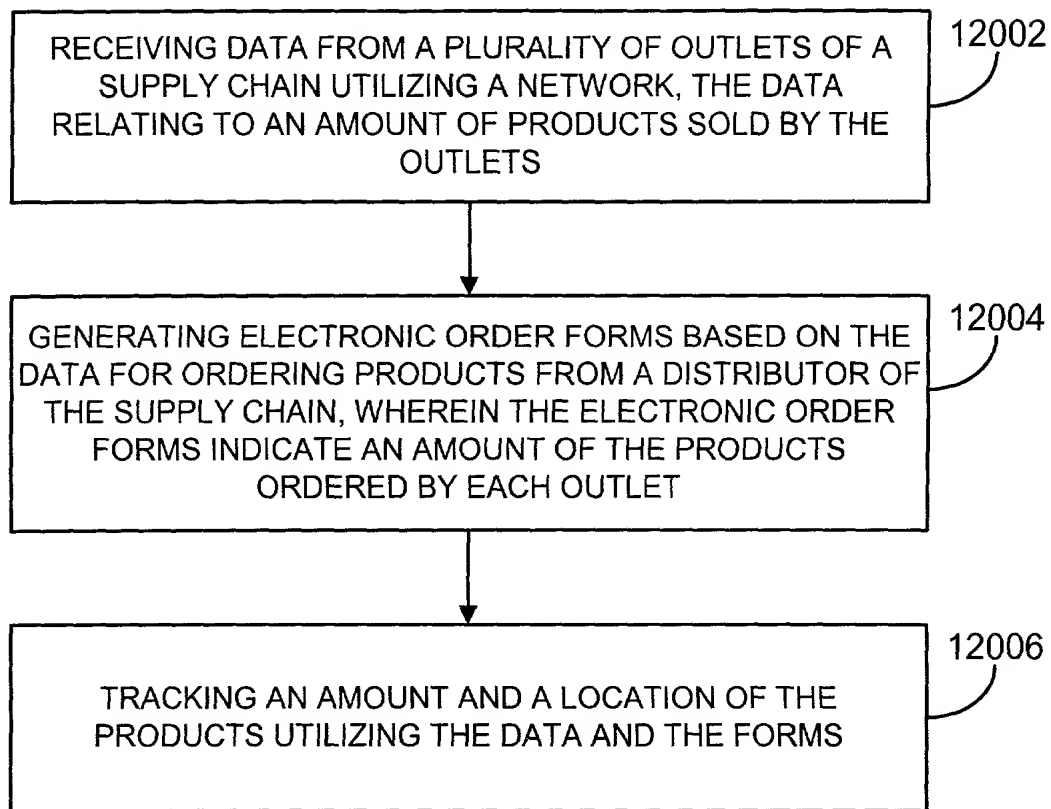 RECEIVING DATA FROM A PLURALITY OF OUTLETS OF A
SUPPLY CHAIN UTILIZING A NETWORK, THE DATA
RELATING TO AN AMOUNT OF PRODUCTS SOLD BY THE
OUTLETS
12002
GENERATING ELECTRONIC ORDER FORMS BASED ON THE
DATA FOR ORDERING PRODUCTS FROM A DISTRIBUTOR OF
THE SUPPLY CHAIN, WHEREIN THE ELECTRONIC ORDER
FORMS INDICATE AN AMOUNT OF THE PRODUCTS
ORDERED BY EACH OUTLET
12004
TRACKING AN AMOUNT AND A LOCATION OF THE
PRODUCTS UTILIZING THE DATA AND THE FORMS
12006